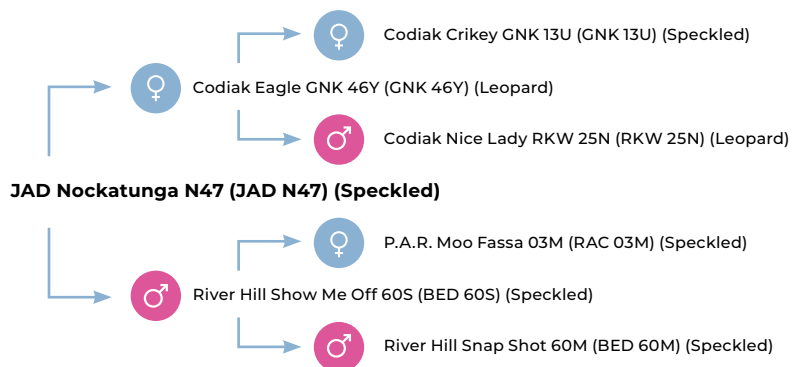 Codiak Crikey GNK 13U (GNK 13U) (Speckled)
Codiak Eagle GNK 46Y (GNK 46Y) (Leopard)
Codiak Nice Lady RKW 25N (RKW 25N) (Leopard)
JAD Nockatunga N47 (JAD N47) (Speckled)
P.A.R. Moo Fassa 03M (RAC 03M) (Speckled)
River Hill Show Me Off 60S (BED 60S) (Speckled)
River Hill Snap Shot 60M (BED 60M) (Speckled)